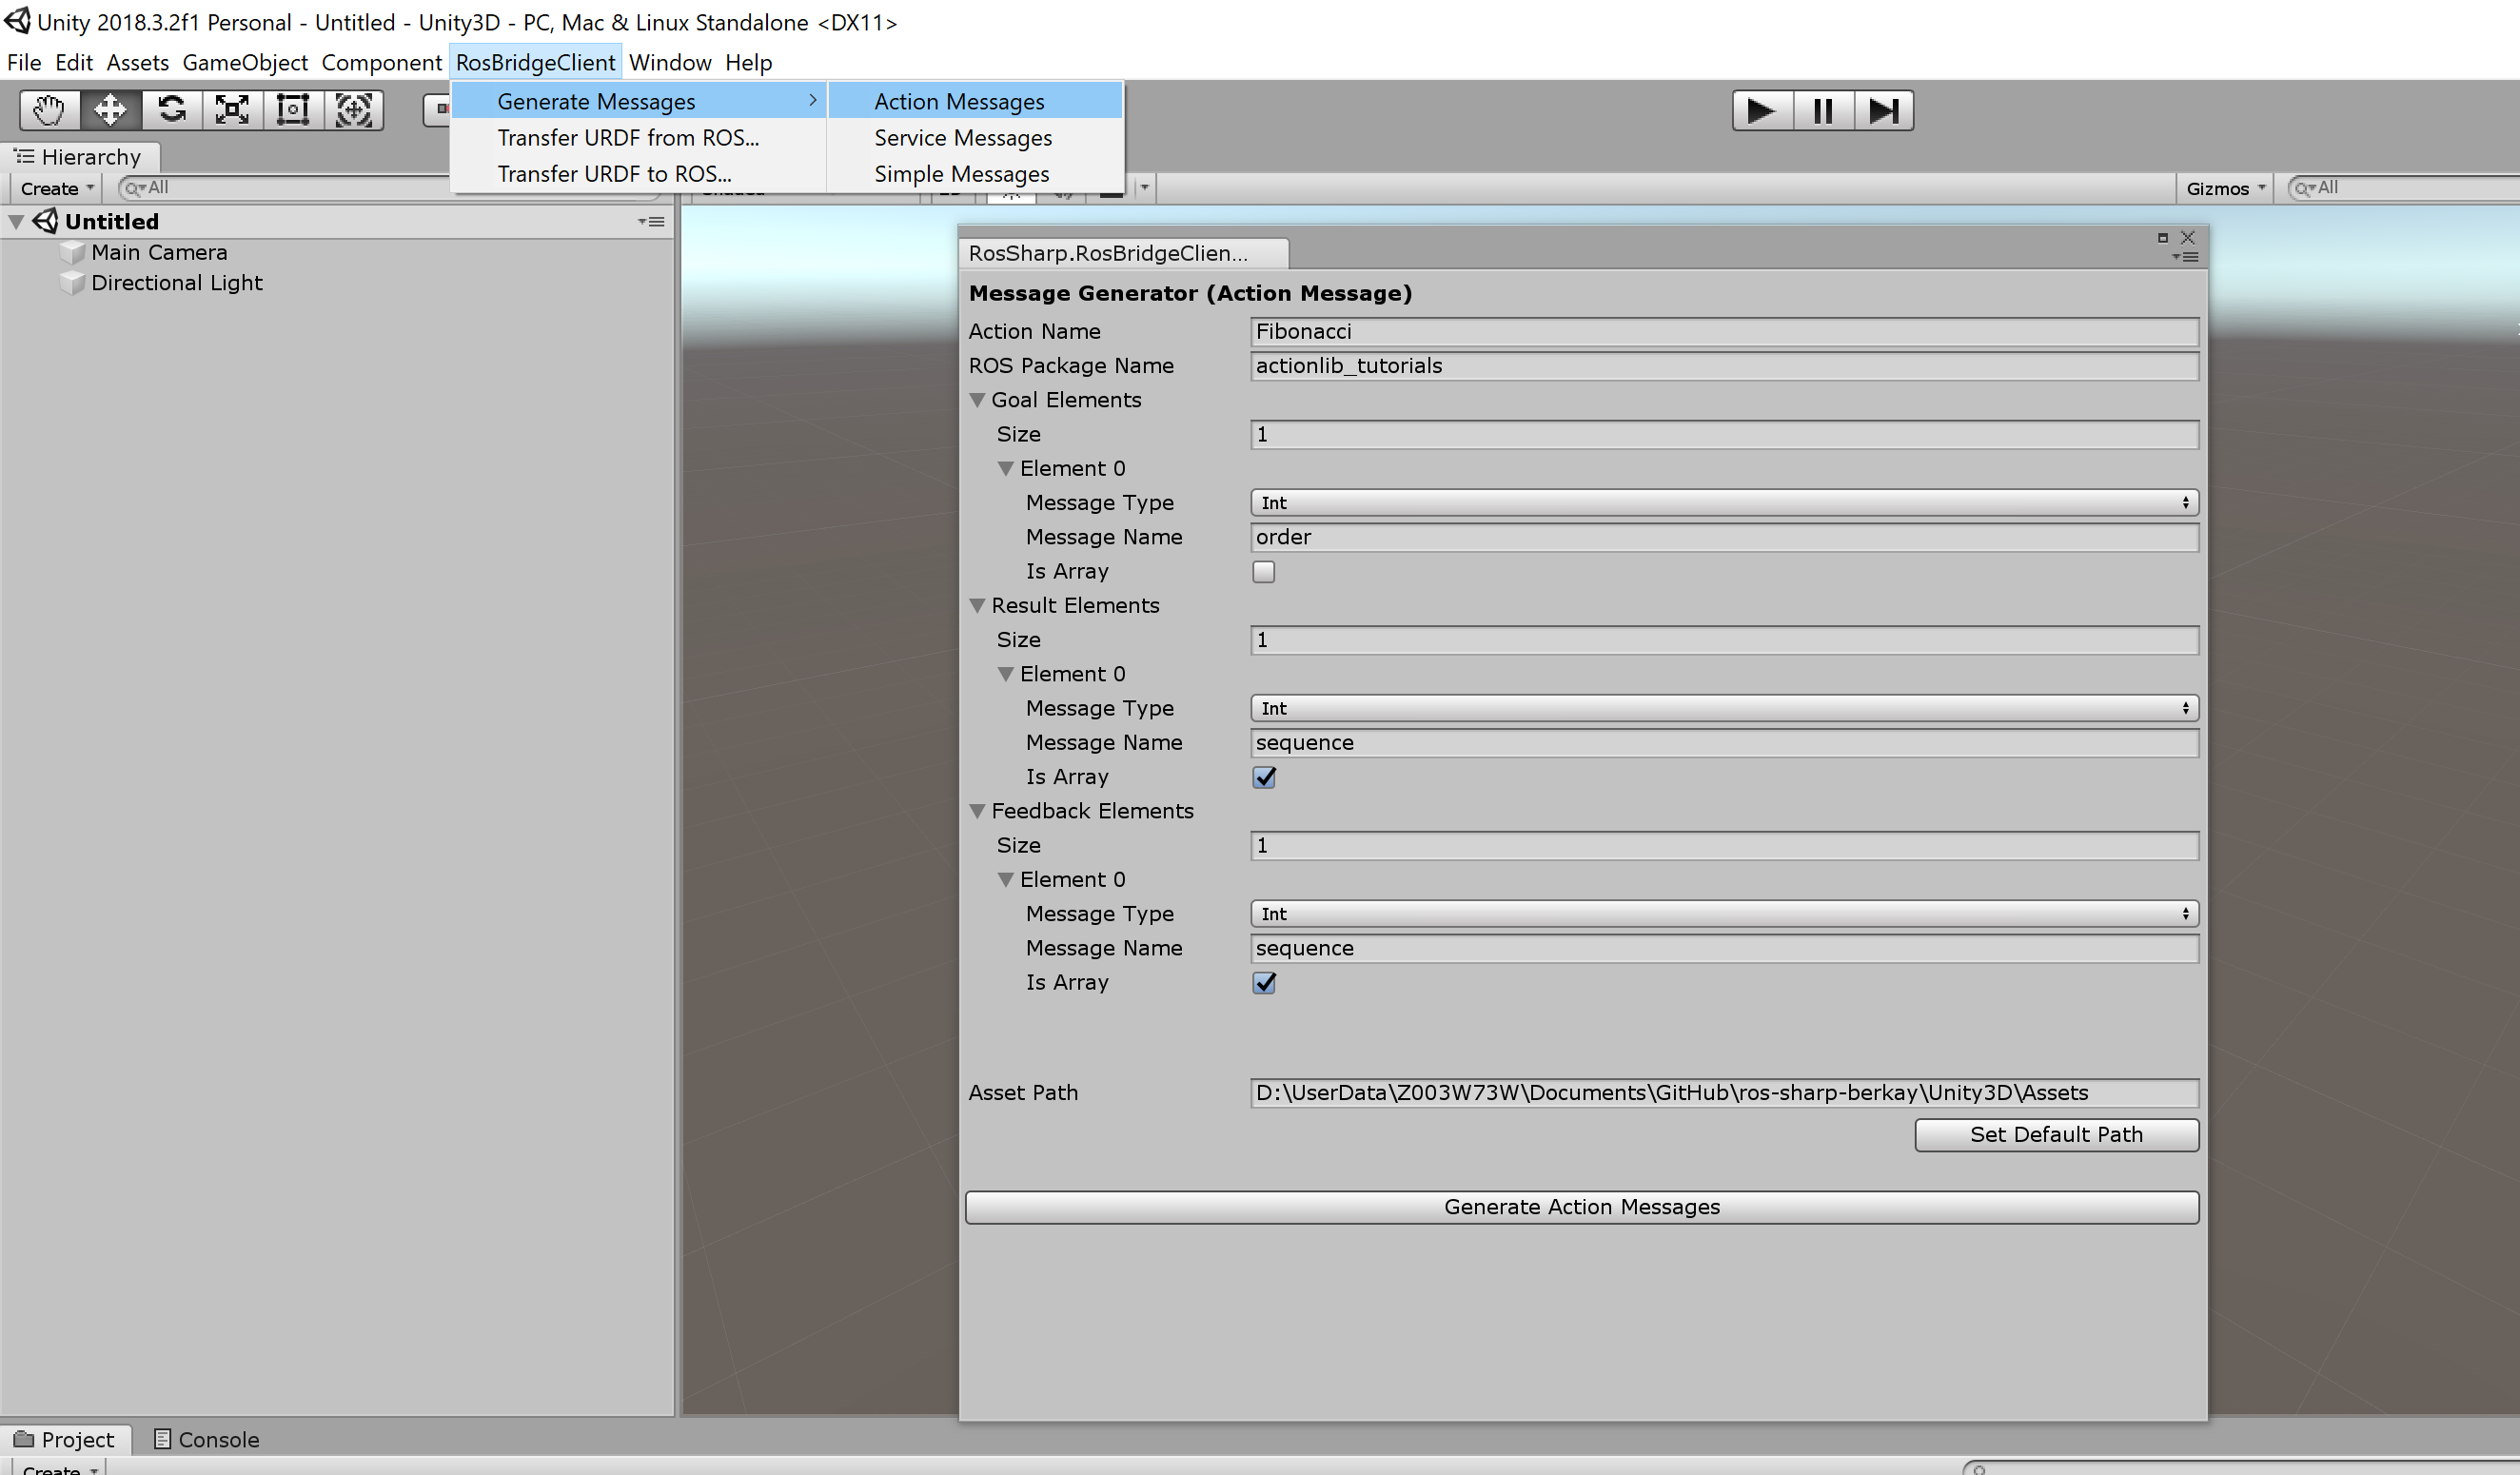 Unity 2018.3.2f1 Personal - Untitled - Unity3D - PC, Mac & Linux Standalone <DX11>
File Edit Assets GameObject Component RosBridgeClient Window Help
Generate Messages
Action Messages
Transfer URDF from ROS...
Service Messages
Transfer URDF to ROS...
Simple Messages
Hierarchy
Create
All
Gizmos
All
Untitled
Main Camera
Directional Light
RosSharp.RosBridgeClien...
Message Generator (Action Message)
Action Name Fibonacci
ROS Package Name actionlib_tutorials
Goal Elements
Size 1
Element 0
Message Type Int
Message Name order
Is Array
Result Elements
Size 1
Element 0
Message Type Int
Message Name sequence
Is Array
Feedback Elements
Size 1
Element 0
Message Type Int
Message Name sequence
Is Array
Asset Path D:\UserData\Z003W73W\Documents\GitHub\ros-sharp-berkay\Unity3D\Assets
Set Default Path
Generate Action Messages
Project
Console
Create